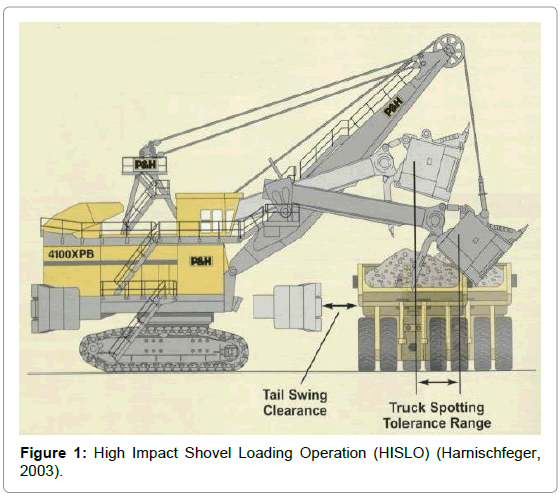 P&H
P&H
4100XPB
P&H
Tail Swing
Clearance
Truck Spotting
Tolerance Range
Figure 1: High Impact Shovel Loading Operation (HISLO) (Harnischfeger,
2003).